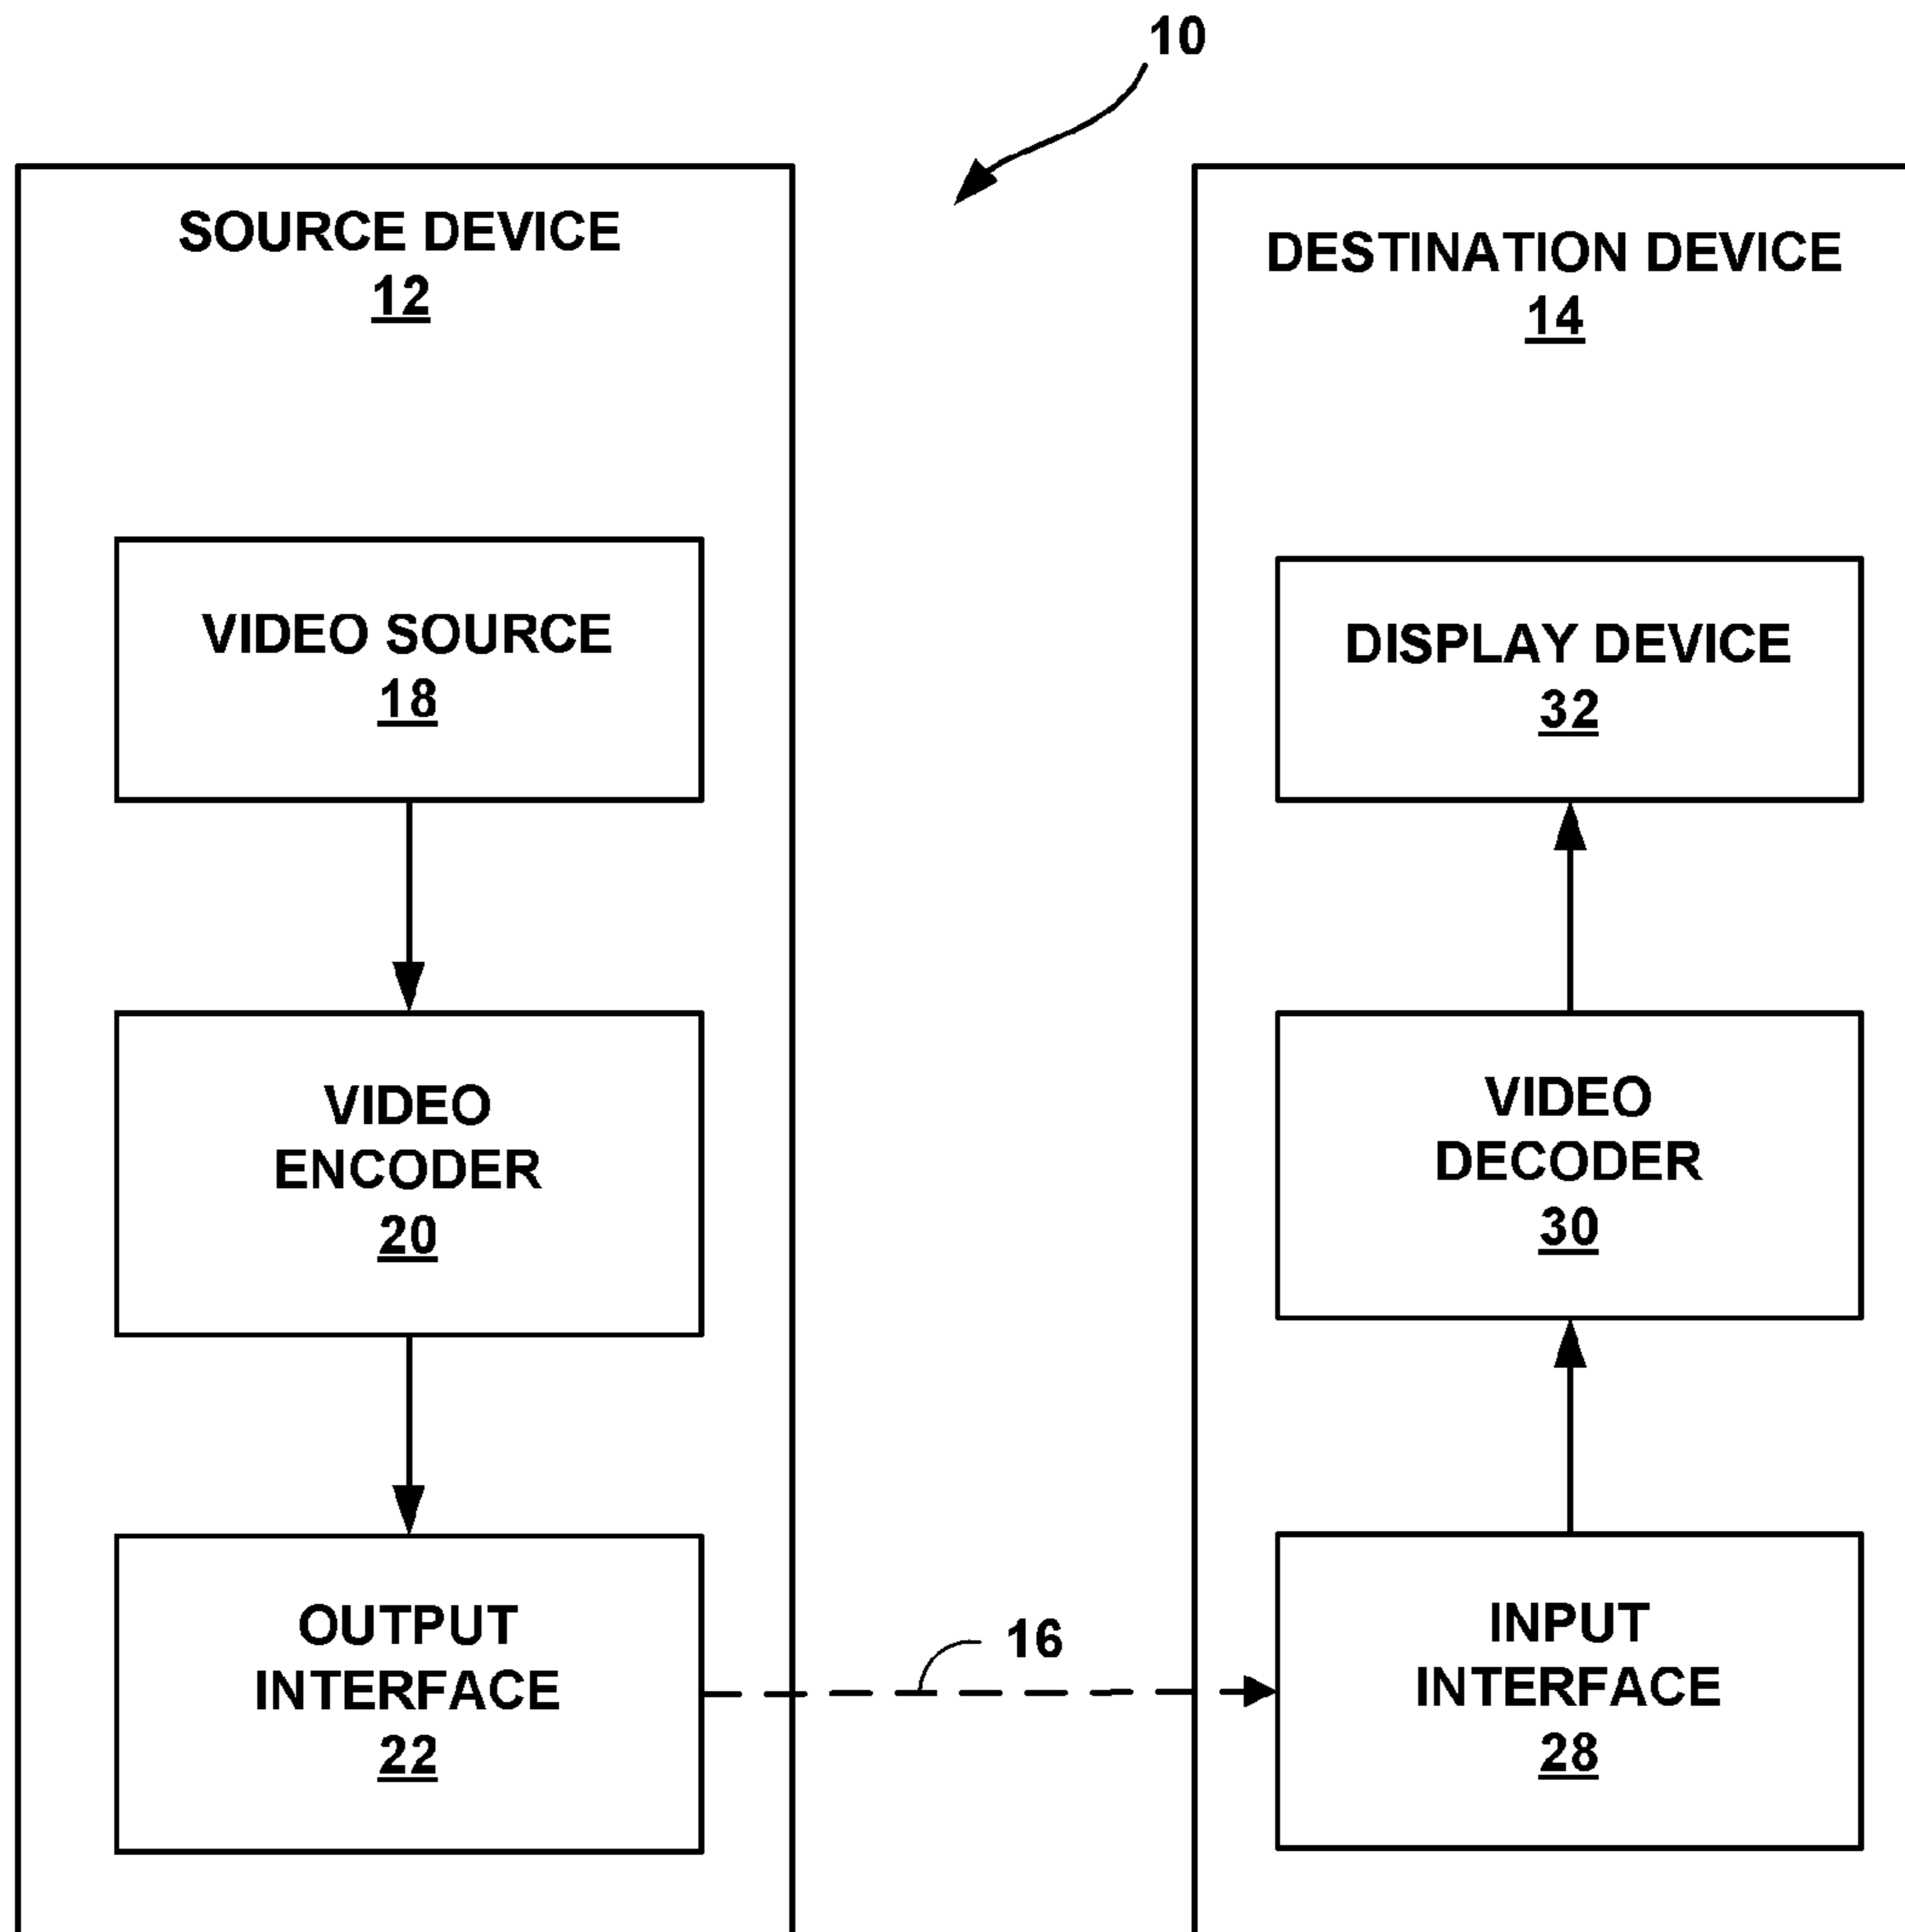 10
SOURCE DEVICE
12
VIDEO SOURCE
18
VIDEO
ENCODER
20
OUTPUT
INTERFACE
22
16
DESTINATION DEVICE
14
DISPLAY DEVICE
32
VIDEO
DECODER
30
INPUT
INTERFACE
28